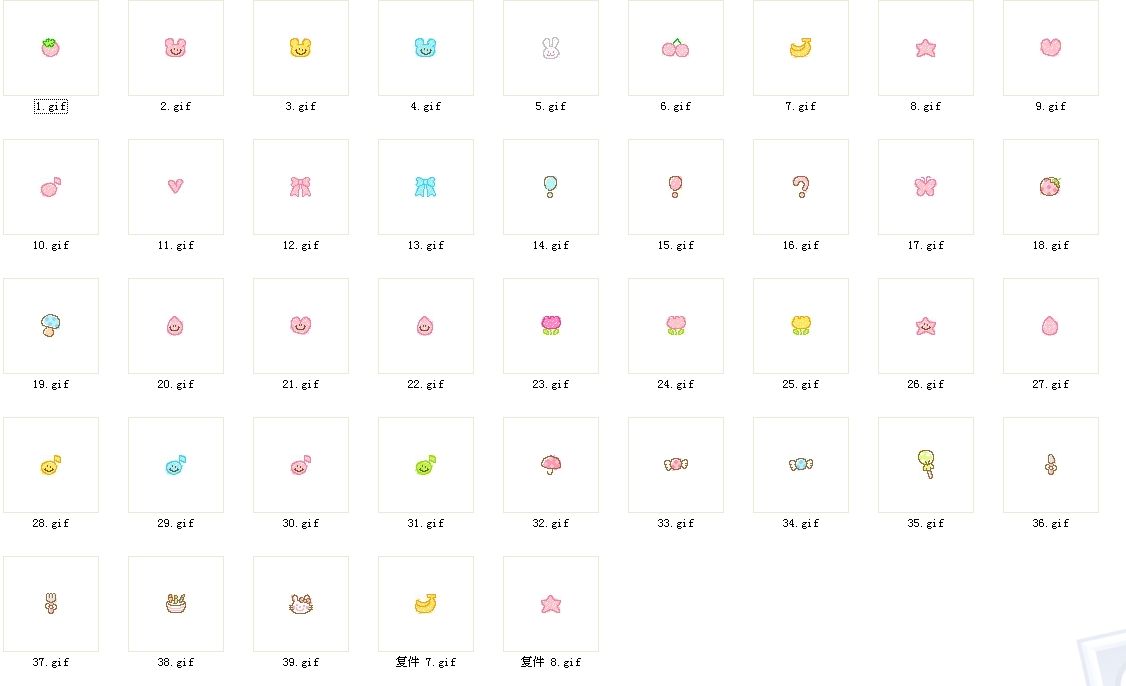 1.gif 2.gif 3.gif 4.gif 5.gif 6.gif 7.gif 8.gif 9.gif
10.gif 11.gif 12.gif 13.gif 14.gif 15.gif 16.gif 17.gif 18.gif
19.gif 20.gif 21.gif 22.gif 23.gif 24.gif 25.gif 26.gif 27.gif
28.gif 29.gif 30.gif 31.gif 32.gif 33.gif 34.gif 35.gif 36.gif
37.gif 38.gif 39.gif 复件 7.gif 复件 8.gif